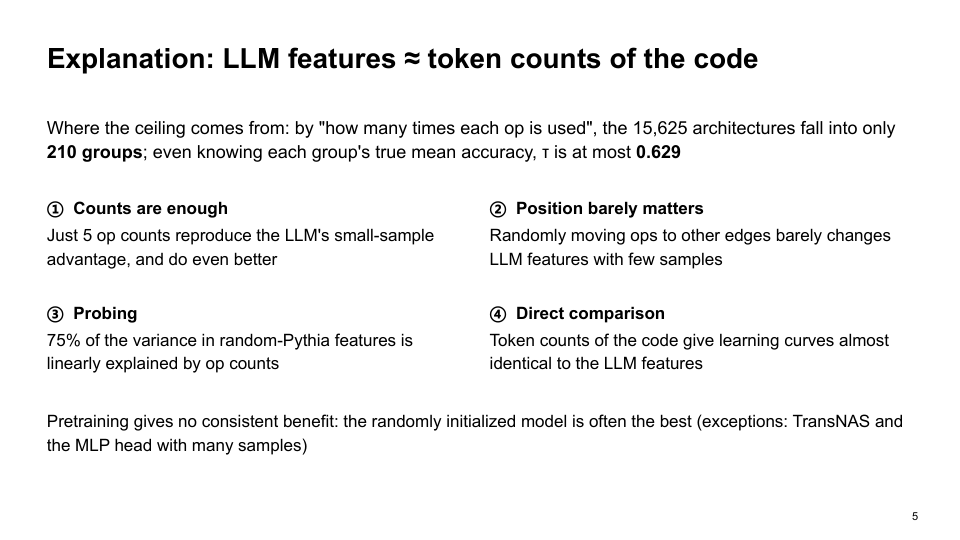 Explanation: LLM features ≈ token counts of the code
Where the ceiling comes from: by "how many times each op is used", the 15,625 architectures fall into only
210 groups; even knowing each group's true mean accuracy, τ is at most 0.629
① Counts are enough
Just 5 op counts reproduce the LLM's small-sample
advantage, and do even better
② Position barely matters
Randomly moving ops to other edges barely changes
LLM features with few samples
③ Probing
75% of the variance in random-Pythia features is
linearly explained by op counts
④ Direct comparison
Token counts of the code give learning curves almost
identical to the LLM features
Pretraining gives no consistent benefit: the randomly initialized model is often the best (exceptions: TransNAS and
the MLP head with many samples)
5